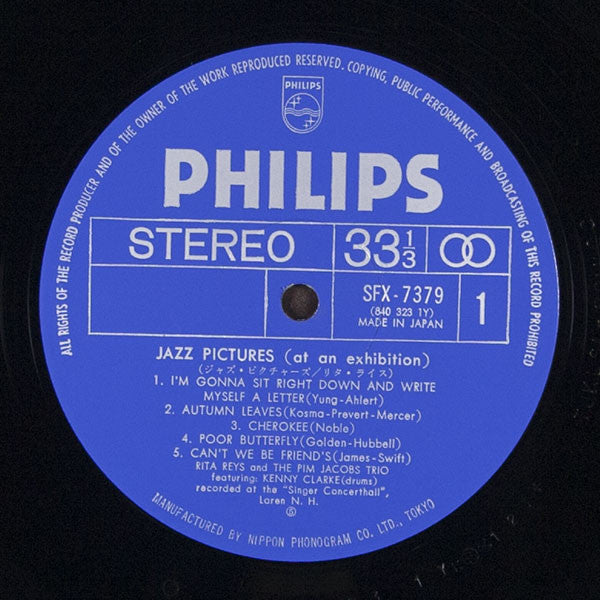 ALL RIGHTS OF THE RECORD PRODUCER AND OF THE OWNER OF THE WORK REPRODUCED RESERVED. COPYING, PUBLIC PERFORMANCE AND BROADCASTING OF THIS RECORD PROHIBITED
PHILIPS
PHILIPS
STEREO 33 1/3
SFX-7379
(840 323 1Y)
MADE IN JAPAN
1
JAZZ PICTURES (at an exhibition)
(ジャズ・ピクチャーズ/リタ・ライス)
1. I'M GONNA SIT RIGHT DOWN AND WRITE
MYSELF A LETTER(Yung-Ahlert)
2. AUTUMN LEAVES(Kosma-Prevert-Mercer)
3. CHEROKEE(Noble)
4. POOR BUTTERFLY(Golden-Hubbell)
5. CAN'T WE BE FRIEND'S(James-Swift)
RITA REYS and THE PIM JACOBS TRIO
featuring: KENNY CLARKE(drums)
recorded at the "Singer Concerthall",
Laren N. H.
MANUFACTURED BY NIPPON PHONOGRAM CO. LTD., TOKYO